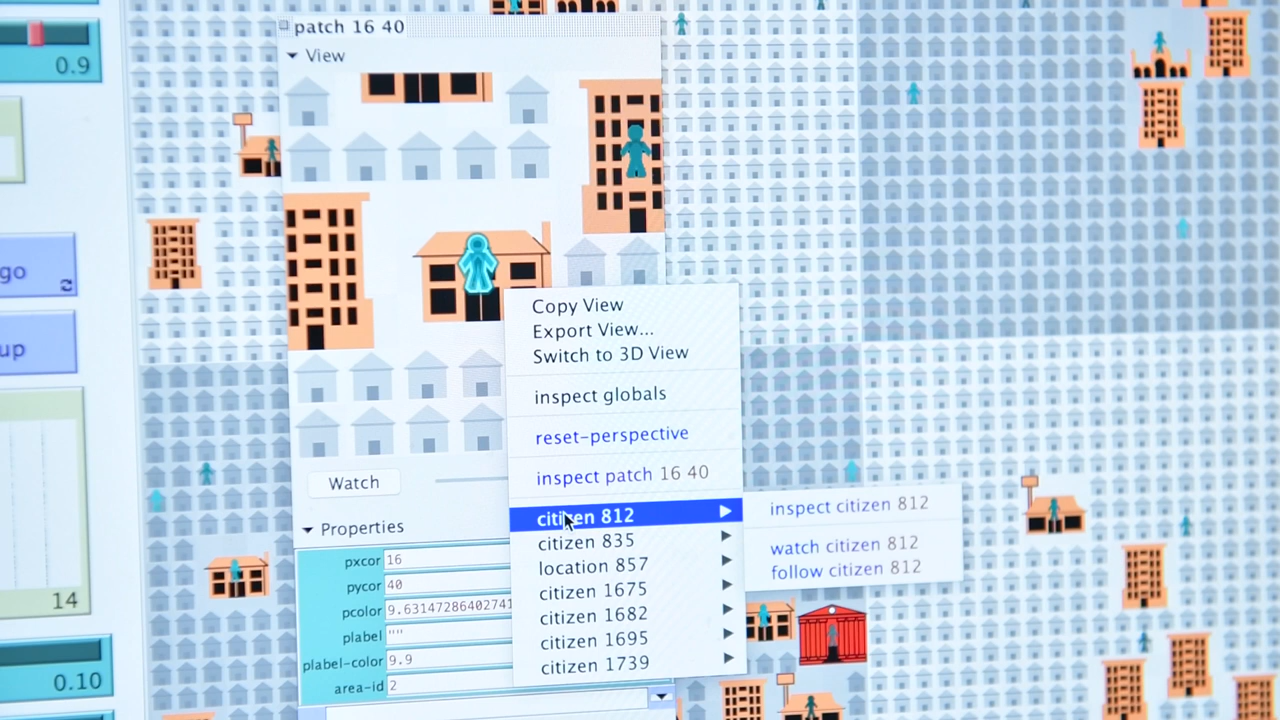 patch 16 40
View
0.9
go
up
14
0.10
Copy View
Export View...
Switch to 3D View
inspect globals
reset-perspective
inspect patch 16 40
citizen 812
citizen 835
location 857
citizen 1675
citizen 1682
citizen 1695
citizen 1739
inspect citizen 812
watch citizen 812
follow citizen 812
Watch
Properties
pxcor 16
pycor 40
pcolor 9.63147286402741
plabel ""
plabel-color 9.9
area-id 2